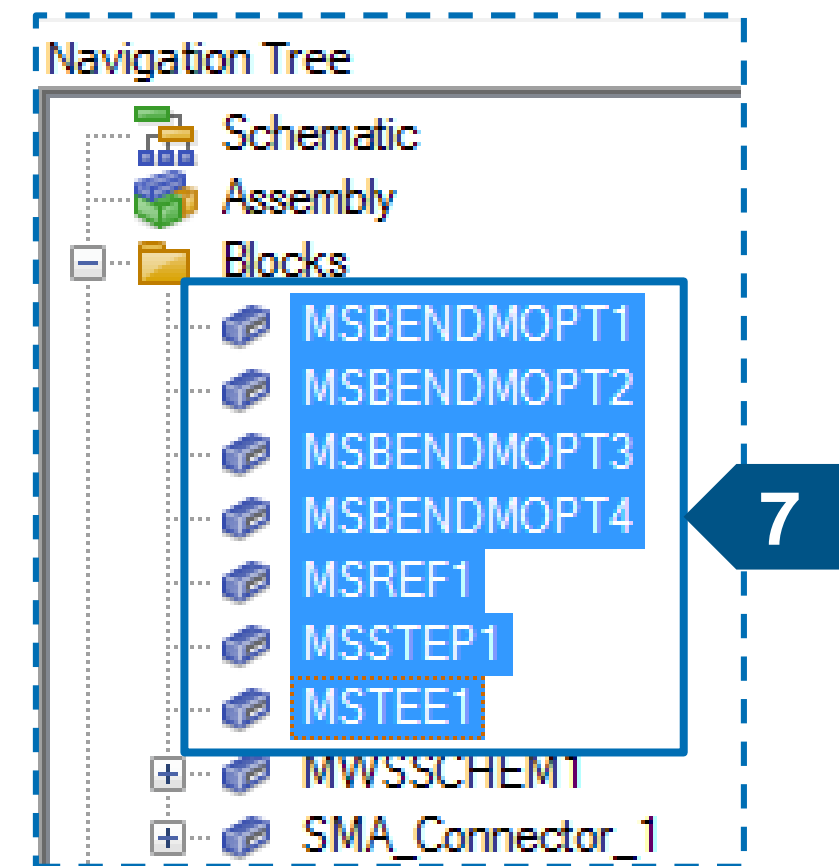 Navigation Tree
Schematic
Assembly
Blocks
MSBENDMOPT1
MSBENDMOPT2
MSBENDMOPT3
MSBENDMOPT4
7
MSREF1
MSSTEP1
MSTEE1
MWSSCHEM1
SMA_Connector_1